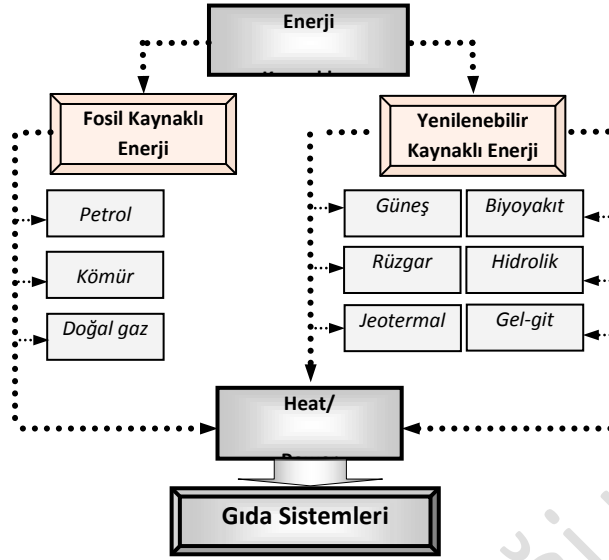 Enerji
Fosil Kaynaklı
Enerji
Yenilenebilir
Kaynaklı Enerji
Petrol
Kömür
Doğal gaz
Güneş
Biyoyakıt
Rüzgar
Hidrolik
Jeotermal
Gel-git
Heat/
Gıda Sistemleri